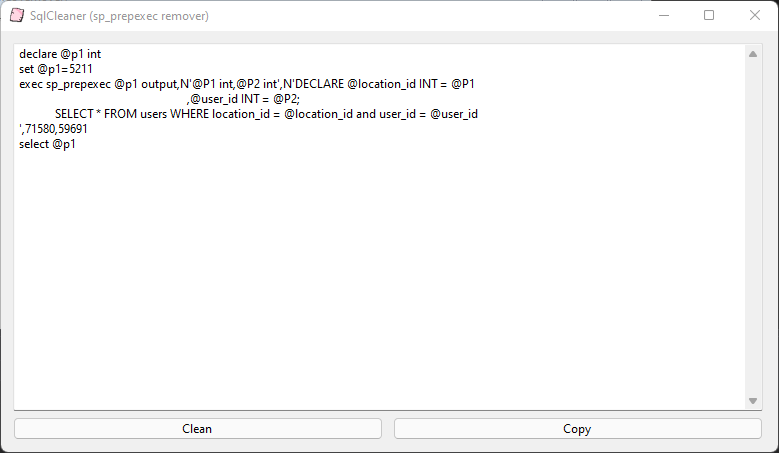 SqlCleaner (sp_prepexec remover)
declare @p1 int
set @p1=5211
exec sp_prepexec @p1 output,N'@P1 int,@P2 int',N'DECLARE @location_id INT = @P1
,@user_id INT = @P2;
SELECT * FROM users WHERE location_id = @location_id and user_id = @user_id
',71580,59691
select @p1
Clean
Copy